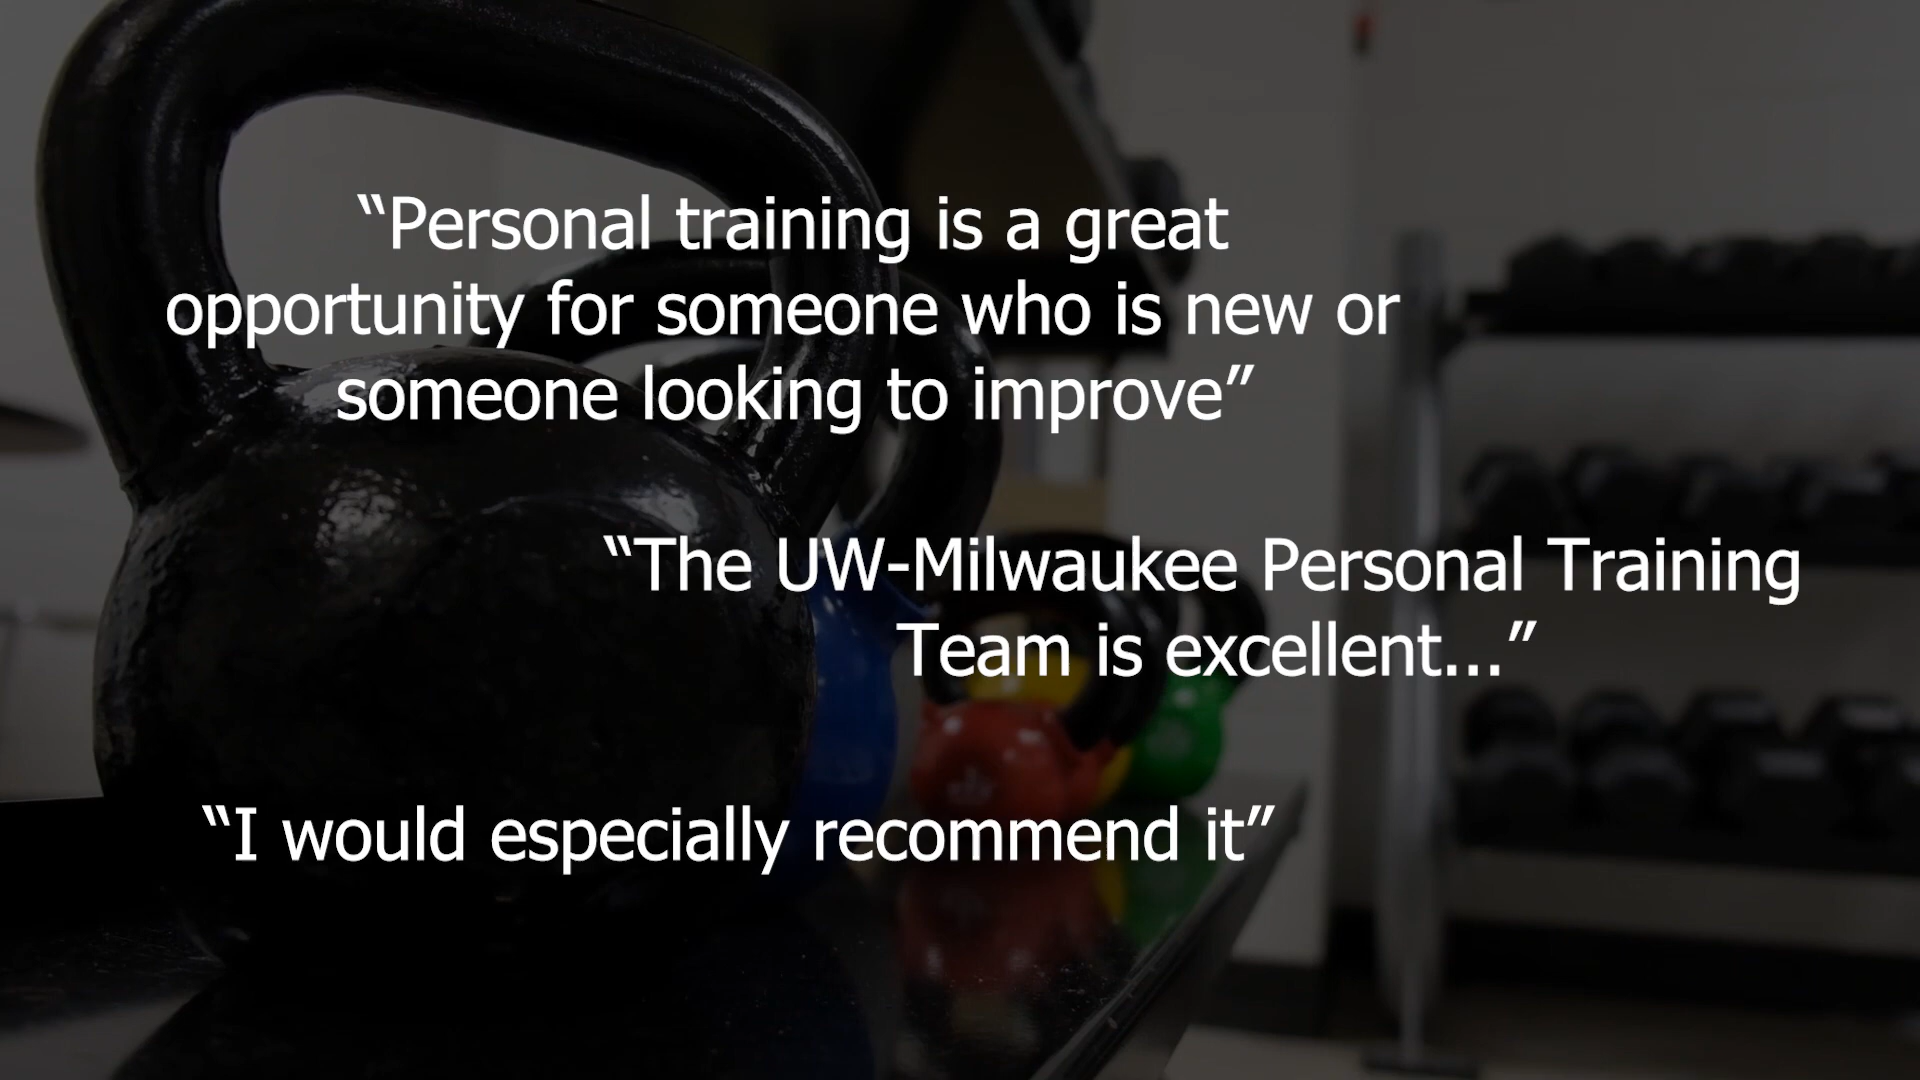 “Personal training is a great
opportunity for someone who is new or
someone looking to improve”
“The UW-Milwaukee Personal Training
Team is excellent...”
“I would especially recommend it”